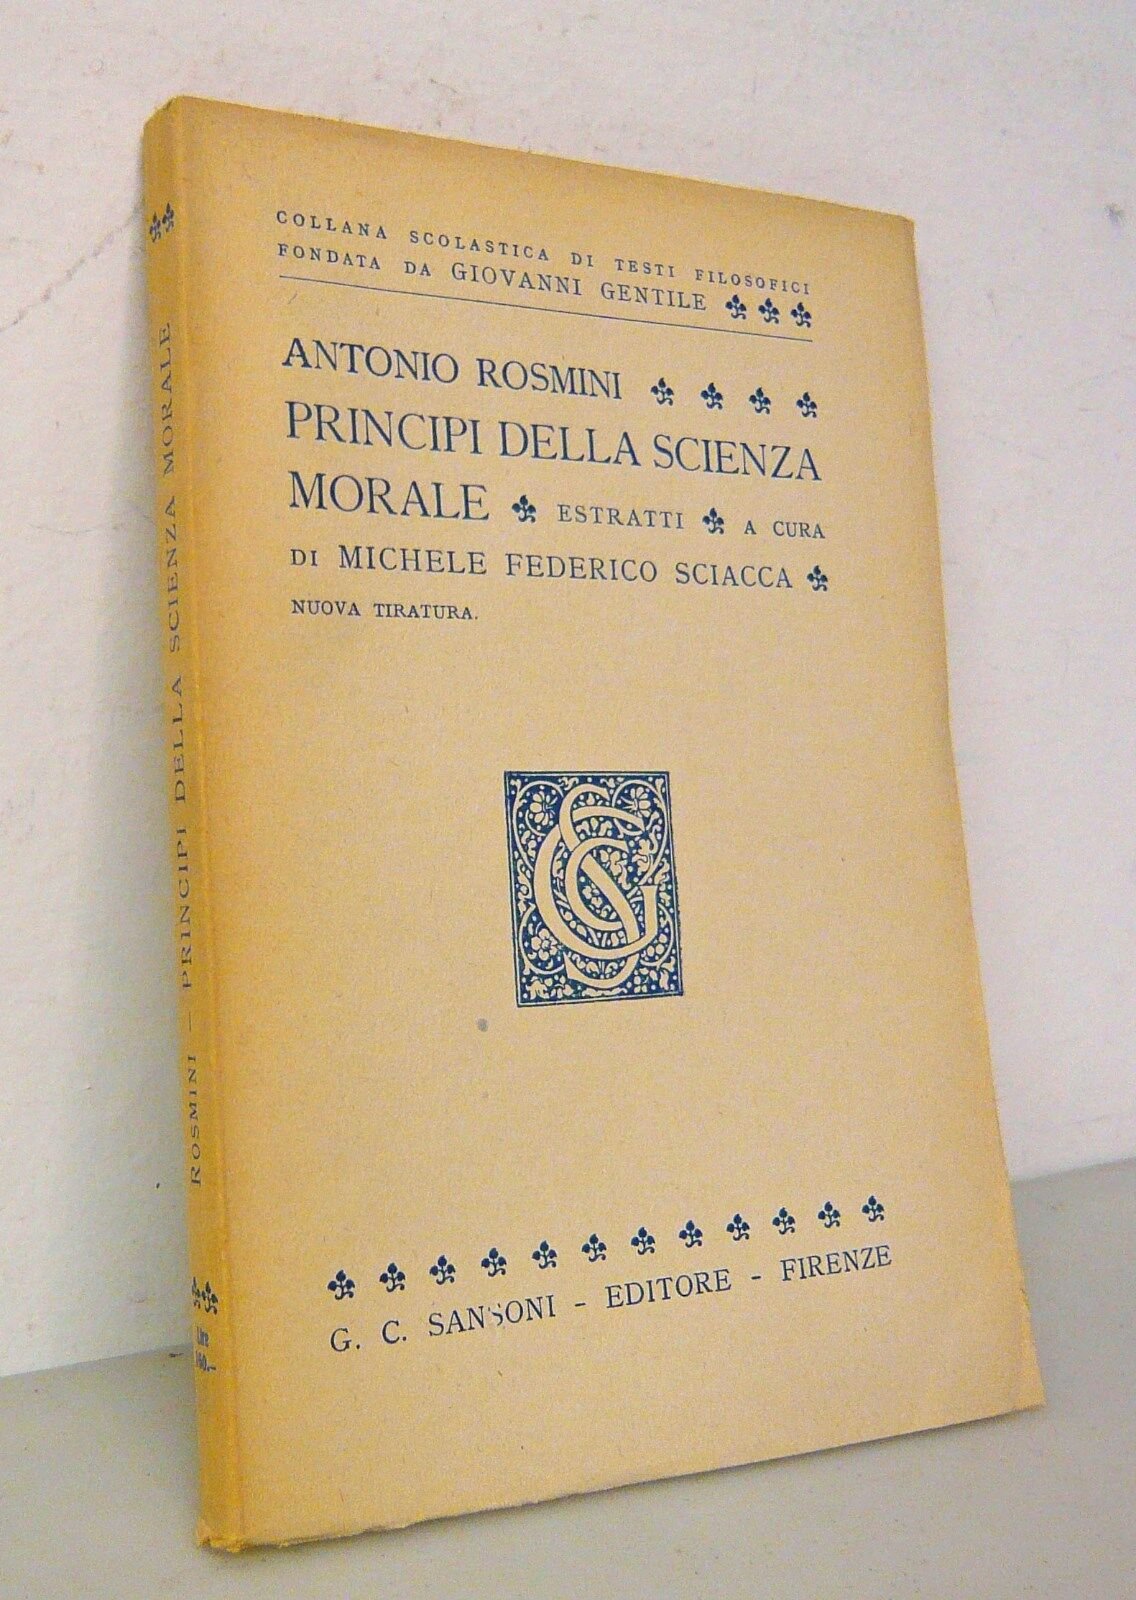 COLLANA SCOLASTICA DI TESTI FILOSOFICI
FONDATA DA GIOVANNI GENTILE
ANTONIO ROSMINI
PRINCIPI DELLA SCIENZA
MORALE ESTRATTI A CURA
DI MICHELE FEDERICO SCIACCA
NUOVA TIRATURA.
G. C. SANSONI - EDITORE - FIRENZE
ROSMINI - PRINCIPI DELLA SCIENZA MORALE
Lire